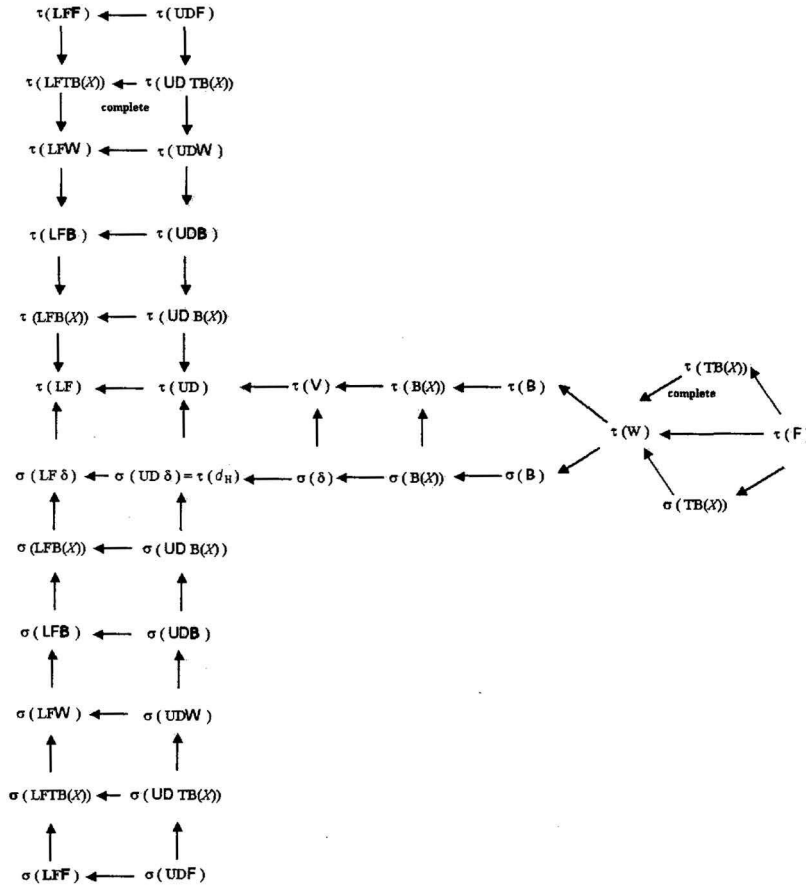 τ(LFF) τ(UDF)
τ(LFTB(X)) τ(UD TB(X))
complete
τ(LFW) τ(UDW)
τ(LFB) τ(UDB)
τ(LFB(X)) τ(UD B(X))
τ(TB(X))
complete
τ(LF) τ(UD) τ(V) τ(B(X)) τ(B)
τ(W) τ(F
σ(LF δ) σ(UD δ)=τ(d_H) σ(δ) σ(B(X)) σ(B)
σ(TB(X))
σ(LFB(X)) σ(UD B(X))
σ(LFB) σ(UDB)
σ(LFW) σ(UDW)
σ(LFTB(X)) σ(UD TB(X))
σ(LFF) σ(UDF)